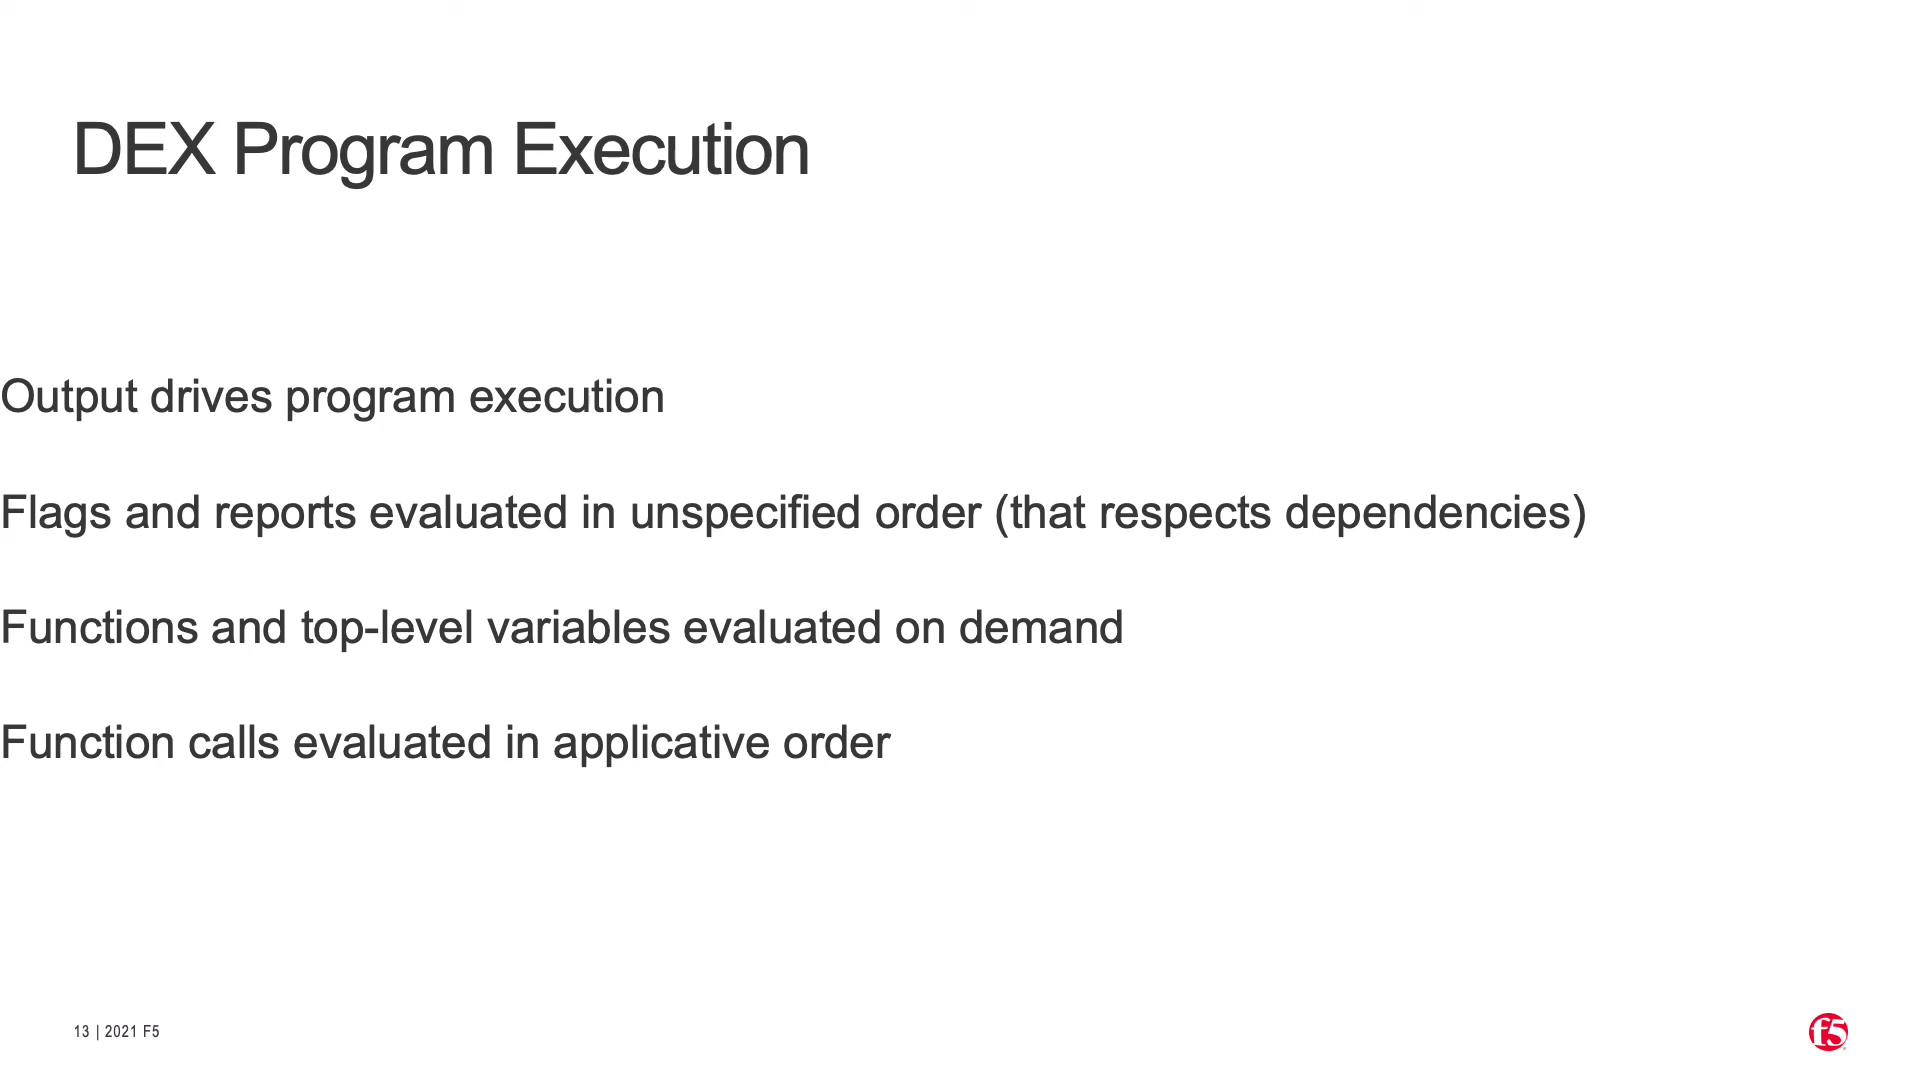 DEX Program Execution
Output drives program execution
Flags and reports evaluated in unspecified order (that respects dependencies)
Functions and top-level variables evaluated on demand
Function calls evaluated in applicative order
13 | 2021 F5
f5